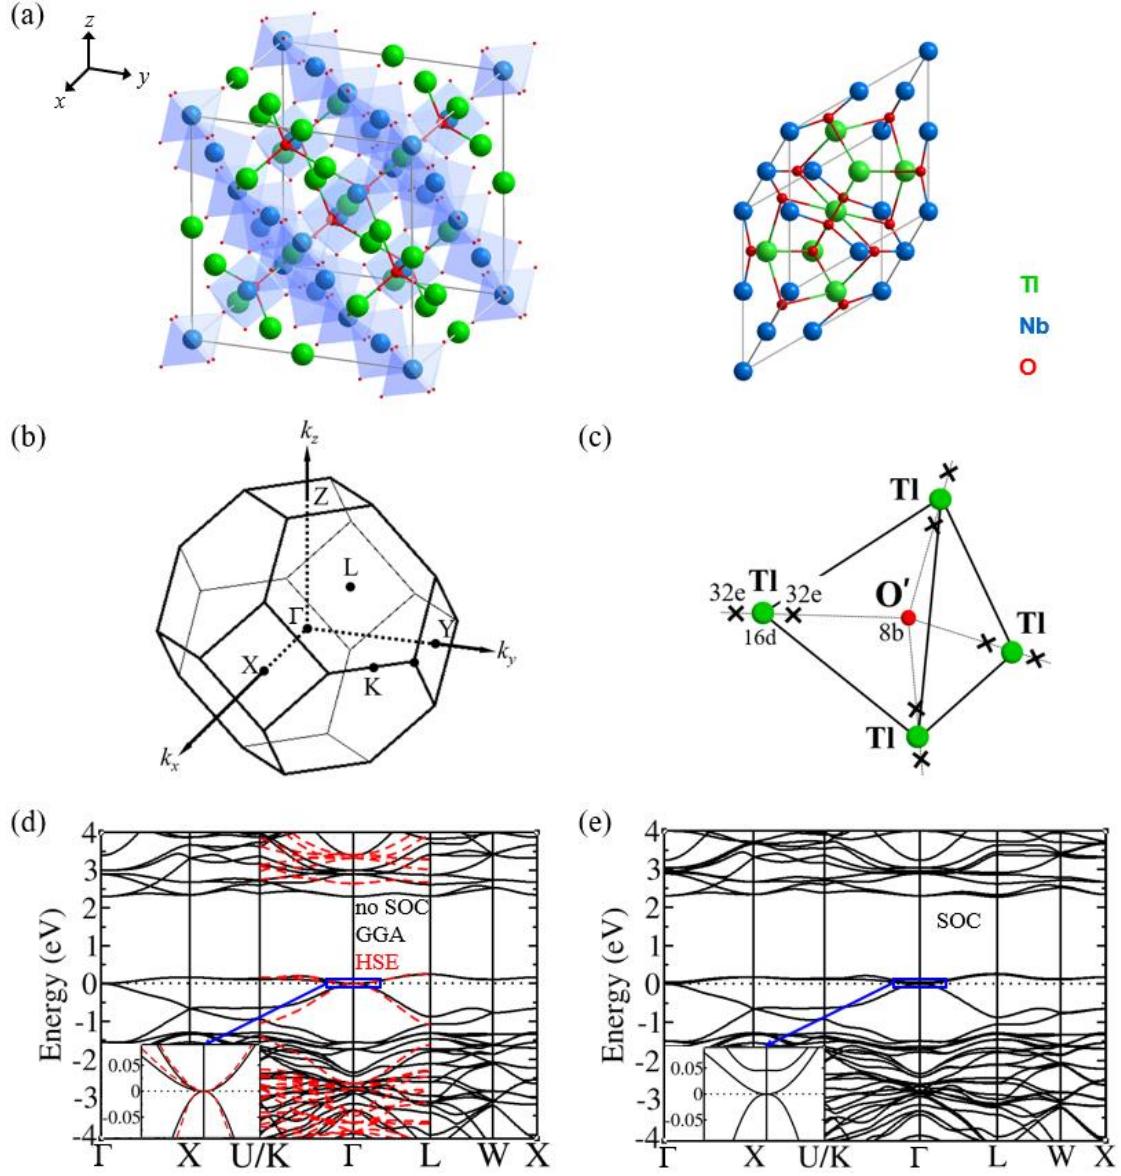 (a)
z
y
x
Tl
Nb
O
(b)
k_z
Z
L
Γ
Y
k_y
X
K
k_x
(c)
Tl
Tl
32e
32e
O′
Tl
16d
8b
Tl
(d)
4
3
2
1
0
-1
-2
-3
-4
Energy (eV)
no SOC
GGA
HSE
0.05
0
-0.05
Γ X U/K Γ L W X
(e)
4
3
2
1
0
-1
-2
-3
-4
Energy (eV)
SOC
0.05
0
-0.05
Γ X U/K Γ L W X